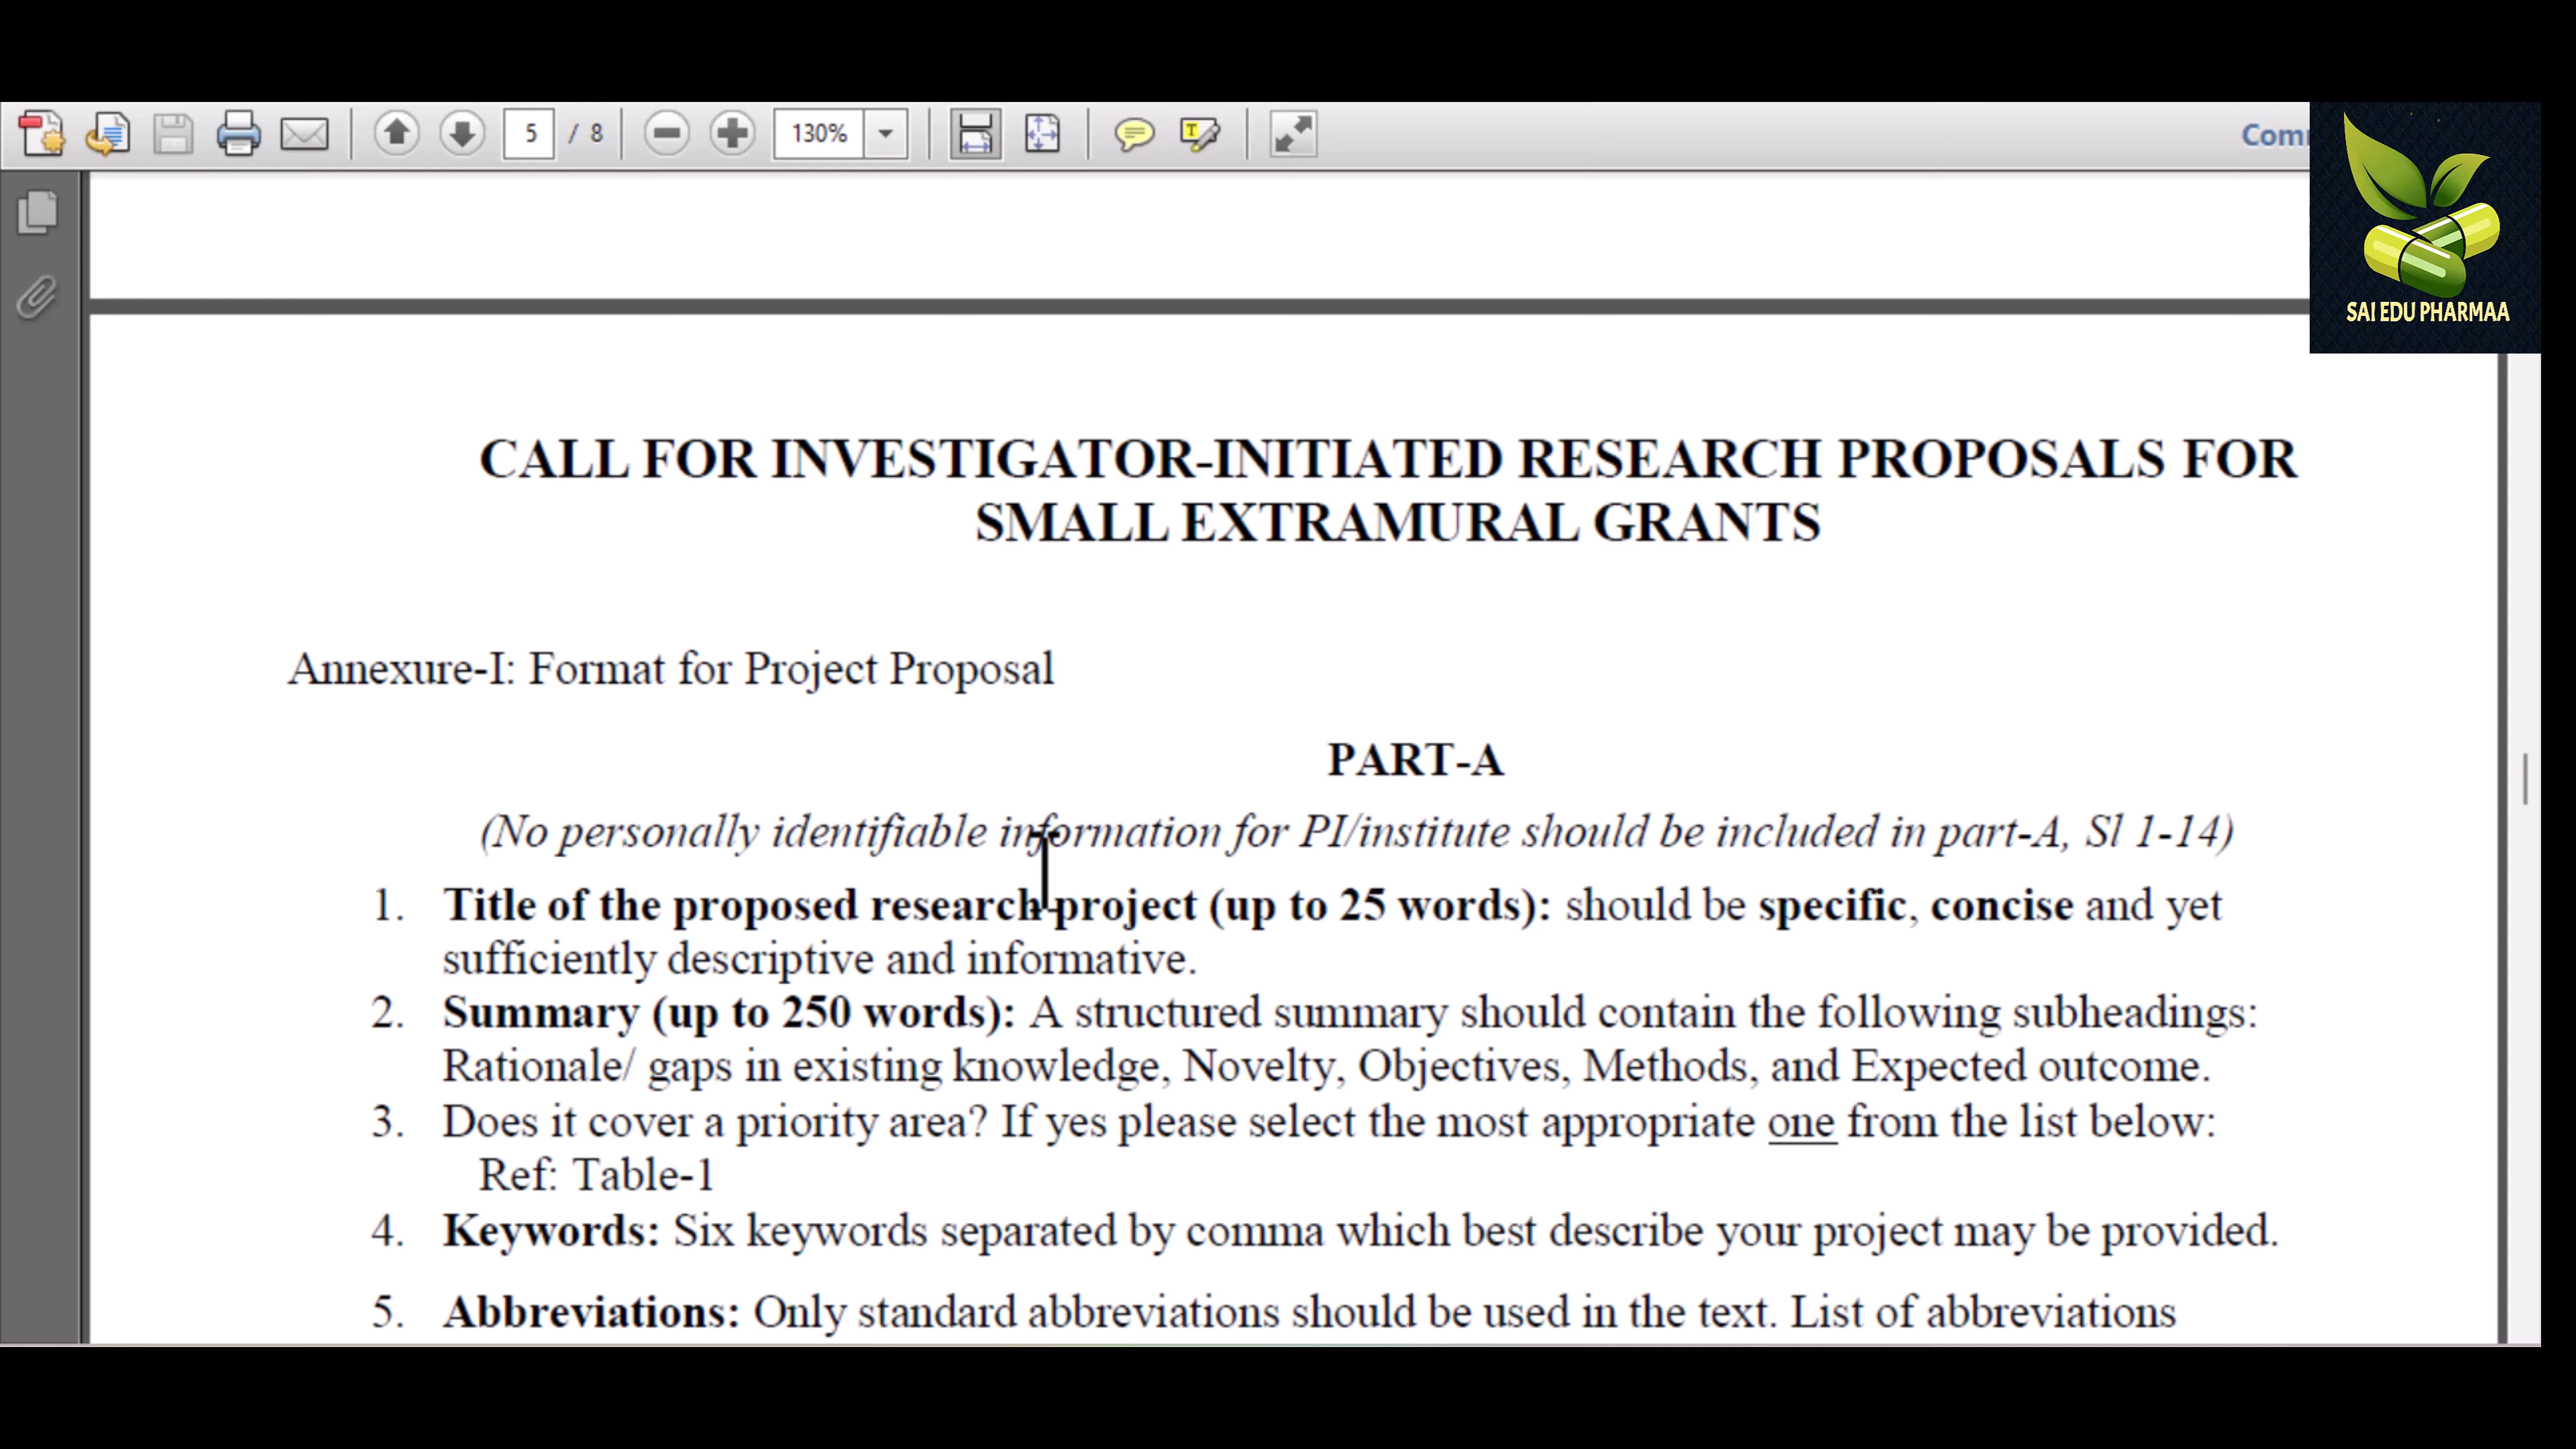 5 / 8 130% Com
SAI EDU PHARMAA
CALL FOR INVESTIGATOR-INITIATED RESEARCH PROPOSALS FOR
SMALL EXTRAMURAL GRANTS
Annexure-I: Format for Project Proposal
PART-A
(No personally identifiable information for PI/institute should be included in part-A, Sl 1-14)
1. Title of the proposed research project (up to 25 words): should be specific, concise and yet
sufficiently descriptive and informative.
2. Summary (up to 250 words): A structured summary should contain the following subheadings:
Rationale/ gaps in existing knowledge, Novelty, Objectives, Methods, and Expected outcome.
3. Does it cover a priority area? If yes please select the most appropriate one from the list below:
Ref: Table-1
4. Keywords: Six keywords separated by comma which best describe your project may be provided.
5. Abbreviations: Only standard abbreviations should be used in the text. List of abbreviations